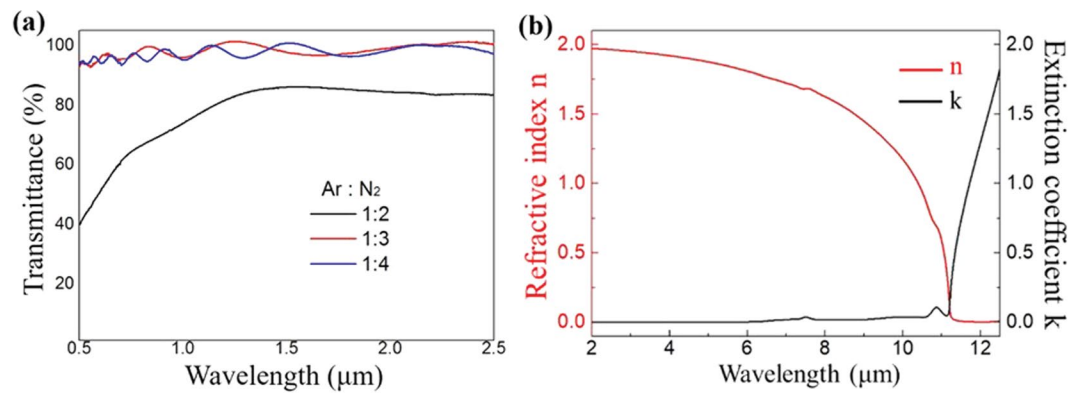 (a)
Transmittance (%)
100
80
60
40
20
Ar : N₂
1:2
1:3
1:4
0.5
1.0
1.5
2.0
2.5
Wavelength (μm)
(b)
Refractive index n
2.0
1.5
1.0
0.5
0.0
n
k
2.0
1.5
1.0
0.5
0.0
Extinction coefficient k
2
4
6
8
10
12
Wavelength (μm)